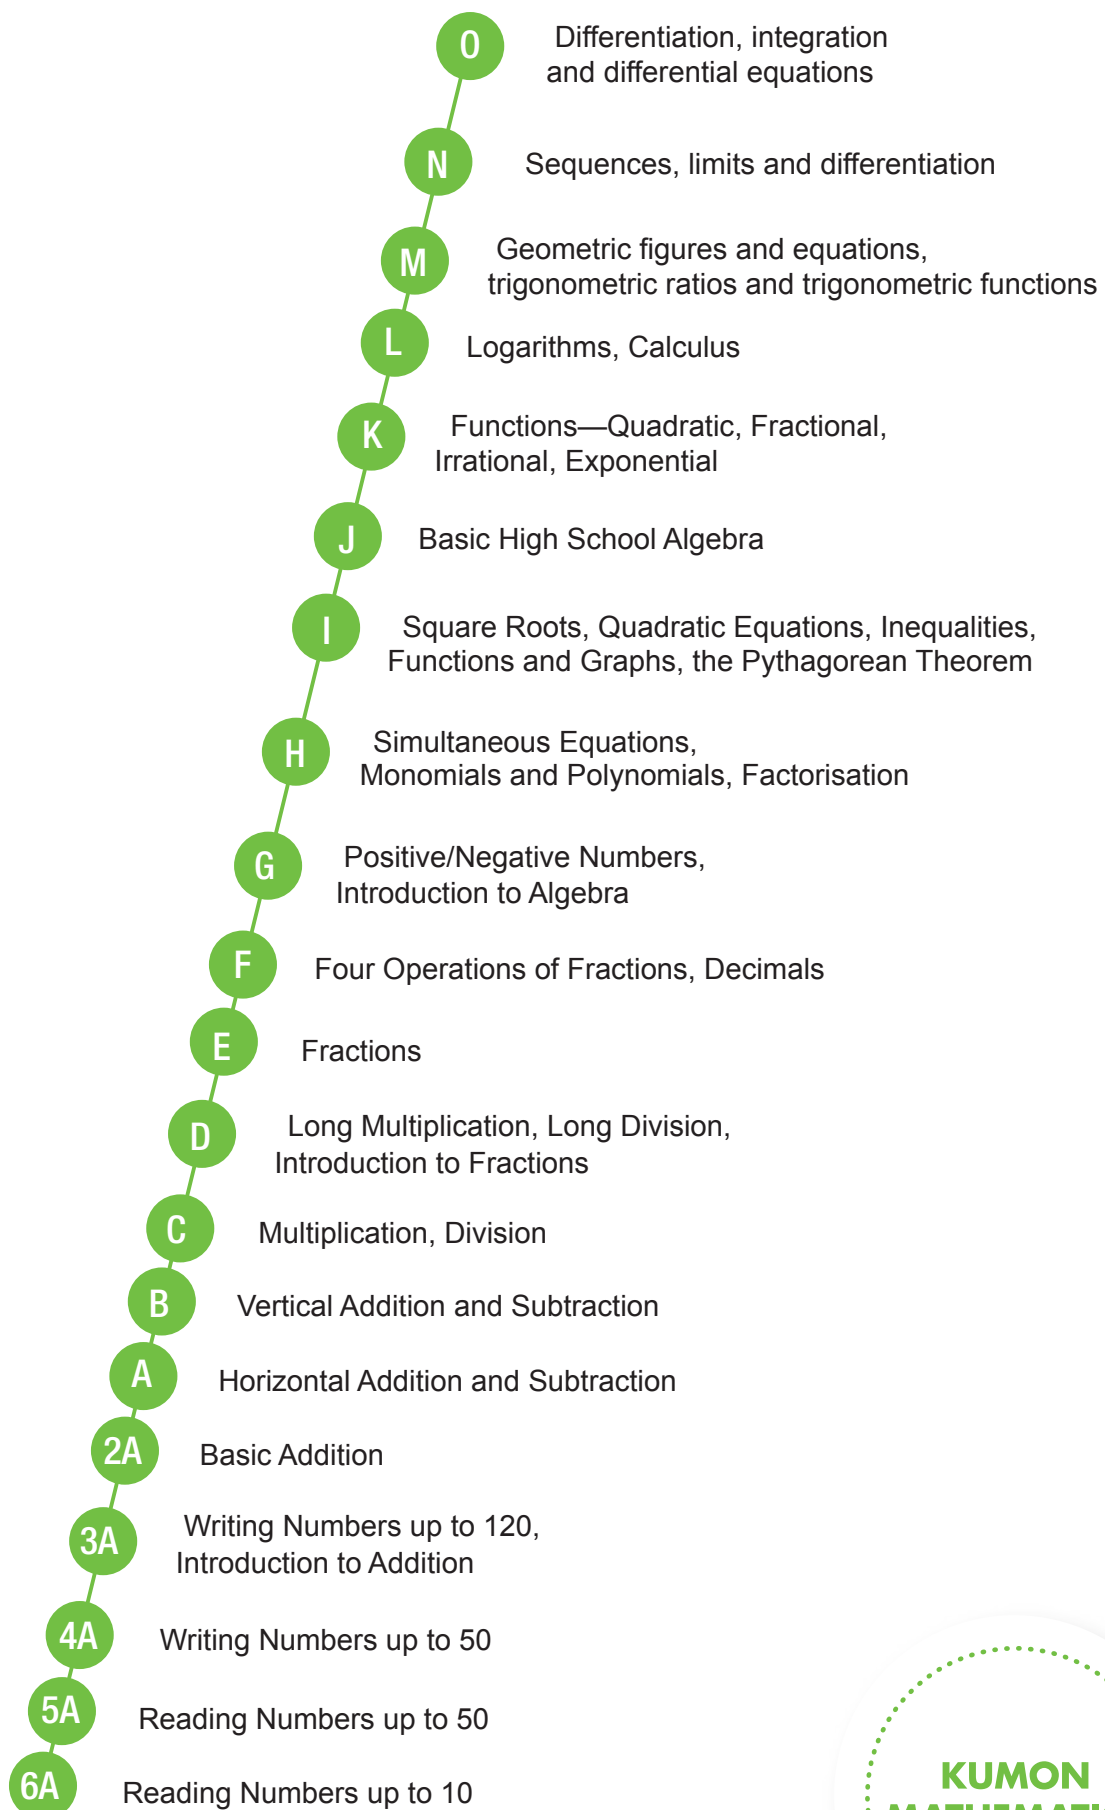 O
Differentiation, integration
and differential equations
N
Sequences, limits and differentiation
M
Geometric figures and equations,
trigonometric ratios and trigonometric functions
L
Logarithms, Calculus
K
Functions—Quadratic, Fractional,
Irrational, Exponential
J
Basic High School Algebra
I
Square Roots, Quadratic Equations, Inequalities,
Functions and Graphs, the Pythagorean Theorem
H
Simultaneous Equations,
Monomials and Polynomials, Factorisation
G
Positive/Negative Numbers,
Introduction to Algebra
F
Four Operations of Fractions, Decimals
E
Fractions
D
Long Multiplication, Long Division,
Introduction to Fractions
C
Multiplication, Division
B
Vertical Addition and Subtraction
A
Horizontal Addition and Subtraction
2A
Basic Addition
3A
Writing Numbers up to 120,
Introduction to Addition
4A
Writing Numbers up to 50
5A
Reading Numbers up to 50
6A
Reading Numbers up to 10
KUMON